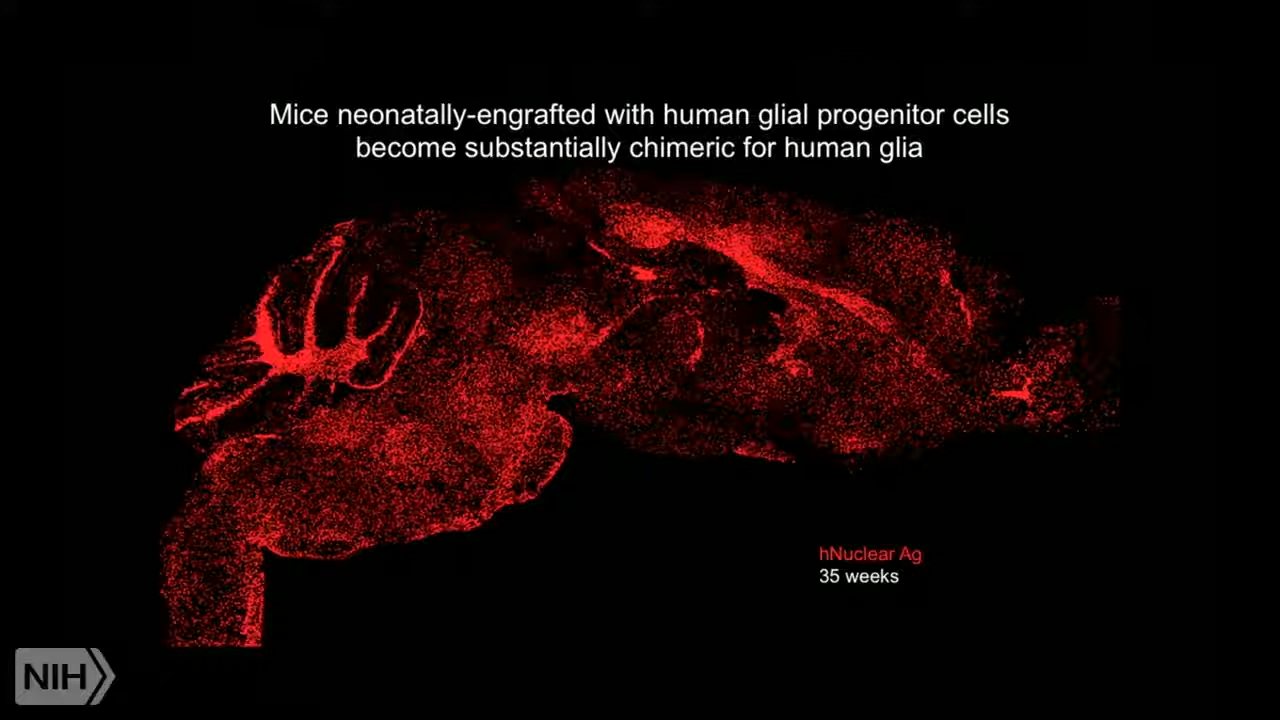 Mice neonatally-engrafted with human glial progenitor cells
become substantially chimeric for human glia
hNuclear Ag
35 weeks
NIH